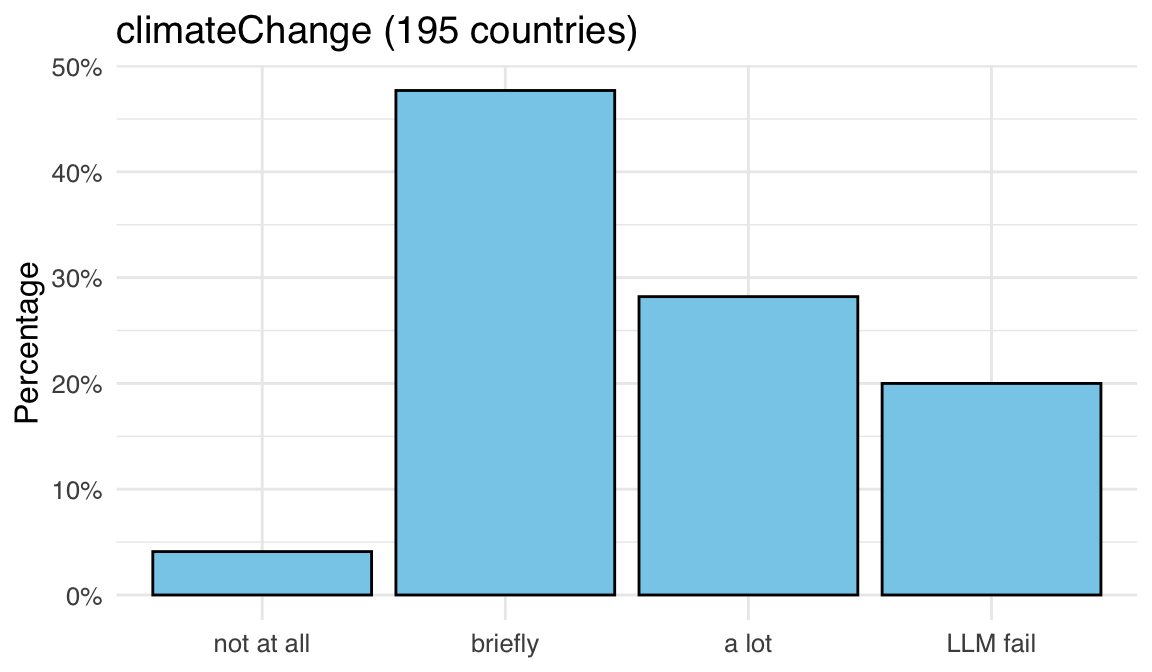 climateChange (195 countries)
Percentage
50%
40%
30%
20%
10%
0%
not at all
briefly
a lot
LLM fail